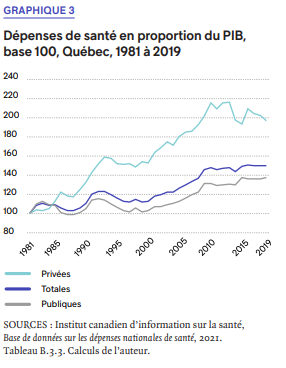 GRAPHIQUE 3
Dépenses de santé en proportion du PIB,
base 100, Québec, 1981 à 2019
240
220
200
180
160
140
120
100
80
1981 1985 1990 1995 2000 2005 2010 2015 2019
Privées
Totales
Publiques
SOURCES : Institut canadien d'information sur la santé,
Base de données sur les dépenses nationales de santé, 2021.
Tableau B.3.3. Calculs de l'auteur.